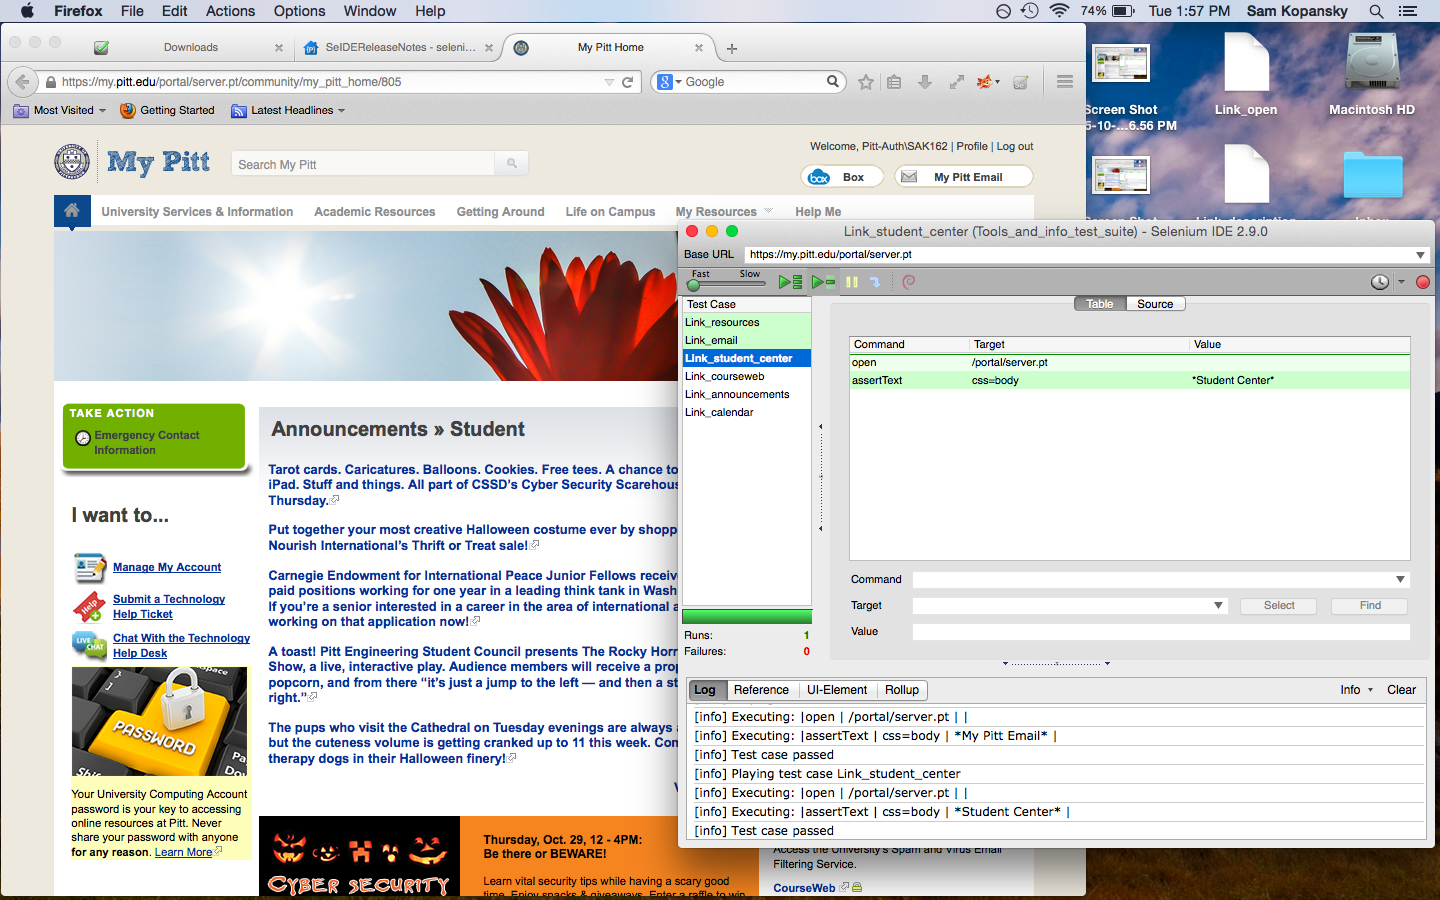 Firefox File Edit Actions Options Window Help
74% Tue 1:57 PM Sam Kopansky
Downloads
SeIDEReleaseNotes - seleni...
My Pitt Home
https://my.pitt.edu/portal/server.pt/community/my_pitt_home/805
Google
Most Visited
Getting Started
Latest Headlines
Screen Shot
5-10-...6.56 PM
Link_open
Macintosh HD
My Pitt
Search My Pitt
Welcome, Pitt-Auth\SAK162 | Profile | Log out
box Box
My Pitt Email
University Services & Information
Academic Resources
Getting Around
Life on Campus
My Resources
Help Me
TAKE ACTION
Emergency Contact
Information
I want to...
Manage My Account
Help
Submit a Technology
Help Ticket
LIVE
CHAT
Chat With the Technology
Help Desk
PASSWORD
Your University Computing Account
password is your key to accessing
online resources at Pitt. Never
share your password with anyone
for any reason. Learn More
Announcements » Student
Tarot cards. Caricatures. Balloons. Cookies. Free tees. A chance to
iPad. Stuff and things. All part of CSSD's Cyber Security Scarehous
Thursday.
Put together your most creative Halloween costume ever by shopp
Nourish International's Thrift or Treat sale!
Carnegie Endowment for International Peace Junior Fellows receiv
paid positions working for one year in a leading think tank in Wash
If you're a senior interested in a career in the area of international a
working on that application now!
A toast! Pitt Engineering Student Council presents The Rocky Horr
Show, a live, interactive play. Audience members will receive a prop
popcorn, and from there "it's just a jump to the left — and then a st
right."
The pups who visit the Cathedral on Tuesday evenings are always a
but the cuteness volume is getting cranked up to 11 this week. Con
therapy dogs in their Halloween finery!
CYBER SECURITY
Thursday, Oct. 29, 12 - 4PM:
Be there or BEWARE!
Learn vital security tips while having a scary good
time. Enjoy snacks & giveaways. Enter a raffle to win
Access the University's Spam and Virus Email
Filtering Service.
CourseWeb
Link_student_center (Tools_and_info_test_suite) - Selenium IDE 2.9.0
Base URL https://my.pitt.edu/portal/server.pt
Fast Slow
Test Case
Link_resources
Link_email
Link_student_center
Link_courseweb
Link_announcements
Link_calendar
Runs: 1
Failures: 0
Table Source
Command Target Value
open /portal/server.pt
assertText css=body *Student Center*
Command
Target Select Find
Value
Log Reference UI-Element Rollup Info Clear
[info] Executing: |open | /portal/server.pt | |
[info] Executing: |assertText | css=body | *My Pitt Email* |
[info] Test case passed
[info] Playing test case Link_student_center
[info] Executing: |open | /portal/server.pt | |
[info] Executing: |assertText | css=body | *Student Center* |
[info] Test case passed